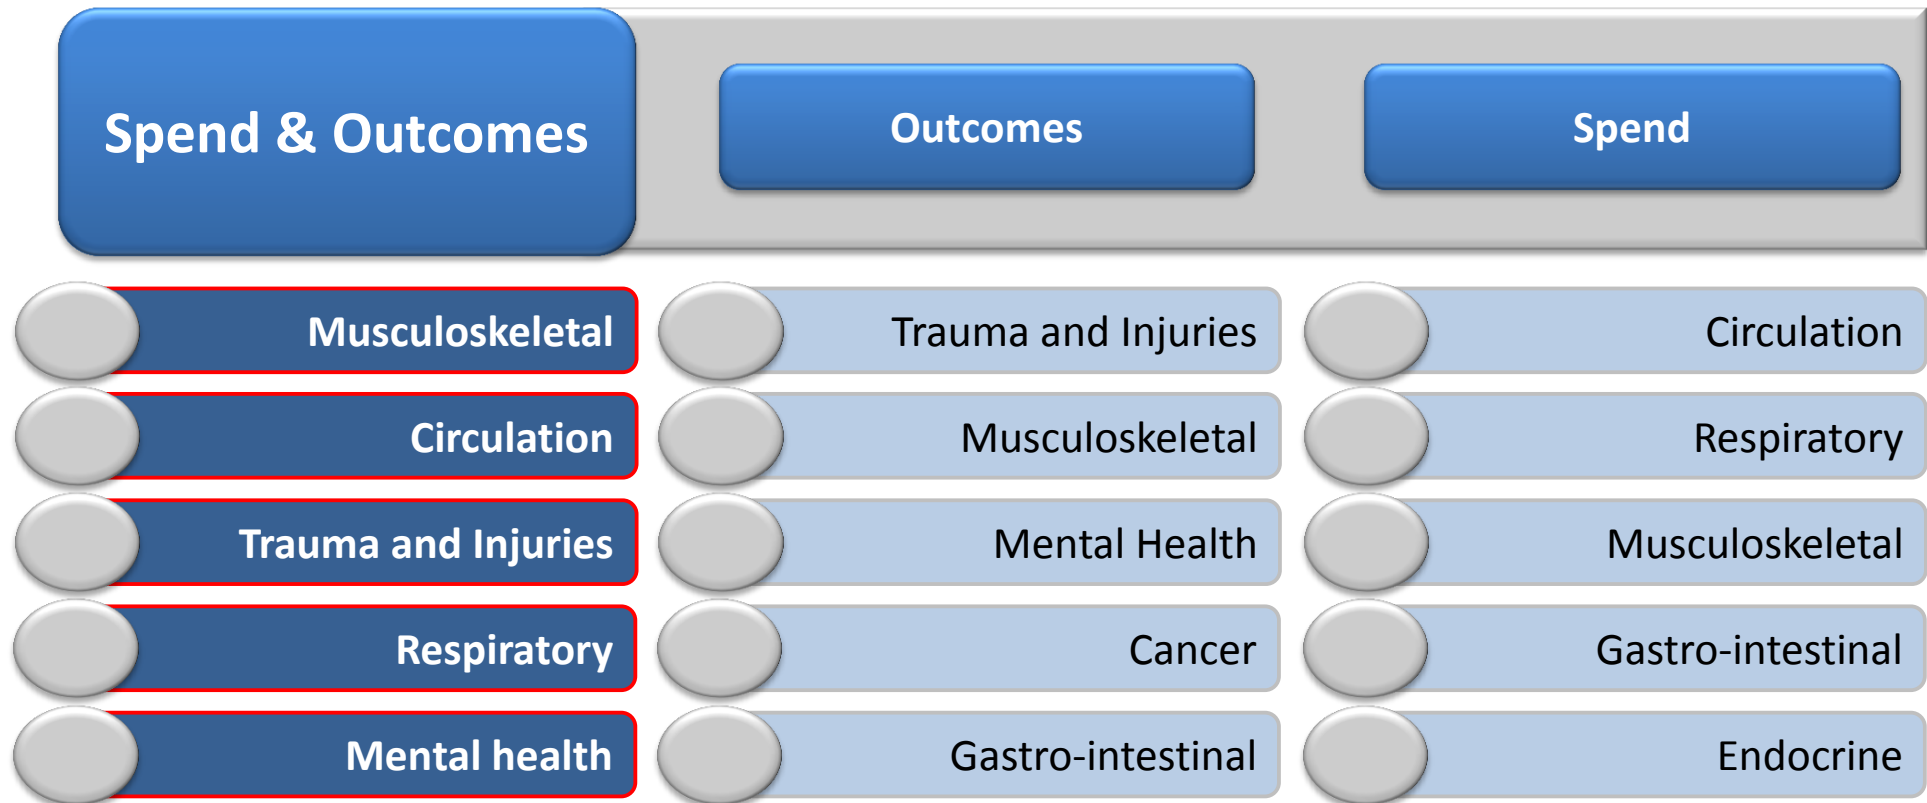 Spend & Outcomes
Outcomes
Spend
Musculoskeletal
Trauma and Injuries
Circulation
Circulation
Musculoskeletal
Respiratory
Trauma and Injuries
Mental Health
Musculoskeletal
Respiratory
Cancer
Gastro-intestinal
Mental health
Gastro-intestinal
Endocrine